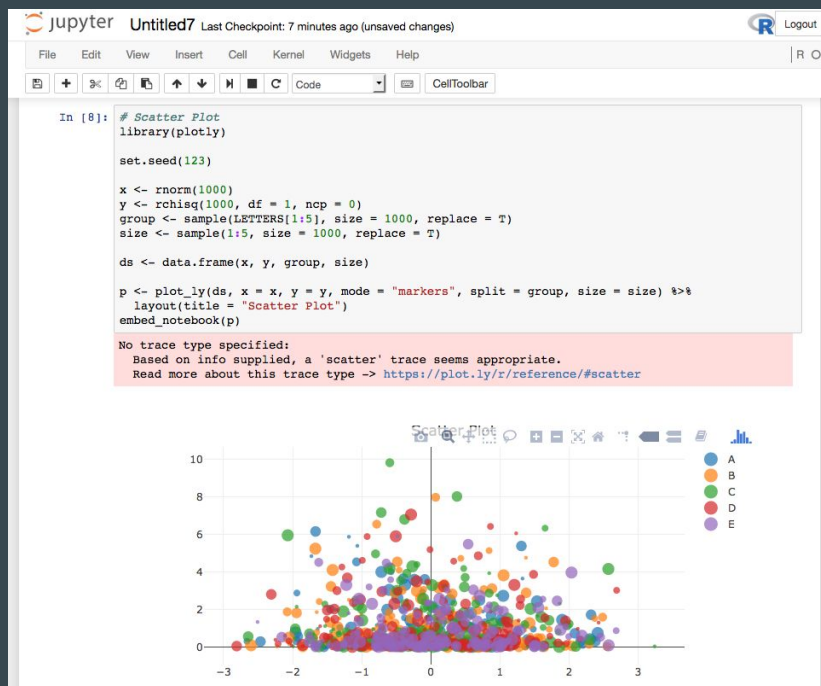 jupyter Untitled7 Last Checkpoint: 7 minutes ago (unsaved changes)
R Logout
File Edit View Insert Cell Kernel Widgets Help
R O
Code CellToolbar
In [8]: # Scatter Plot
library(plotly)
set.seed(123)
x <- rnorm(1000)
y <- rchisq(1000, df = 1, ncp = 0)
group <- sample(LETTERS[1:5], size = 1000, replace = T)
size <- sample(1:5, size = 1000, replace = T)
ds <- data.frame(x, y, group, size)
p <- plot_ly(ds, x = x, y = y, mode = "markers", split = group, size = size) %>%
layout(title = "Scatter Plot")
embed_notebook(p)
No trace type specified:
Based on info supplied, a 'scatter' trace seems appropriate.
Read more about this trace type -> https://plot.ly/r/reference/#scatter
Scatter Plot
10
8
6
4
2
0
−3 −2 −1 0 1 2 3
A
B
C
D
E